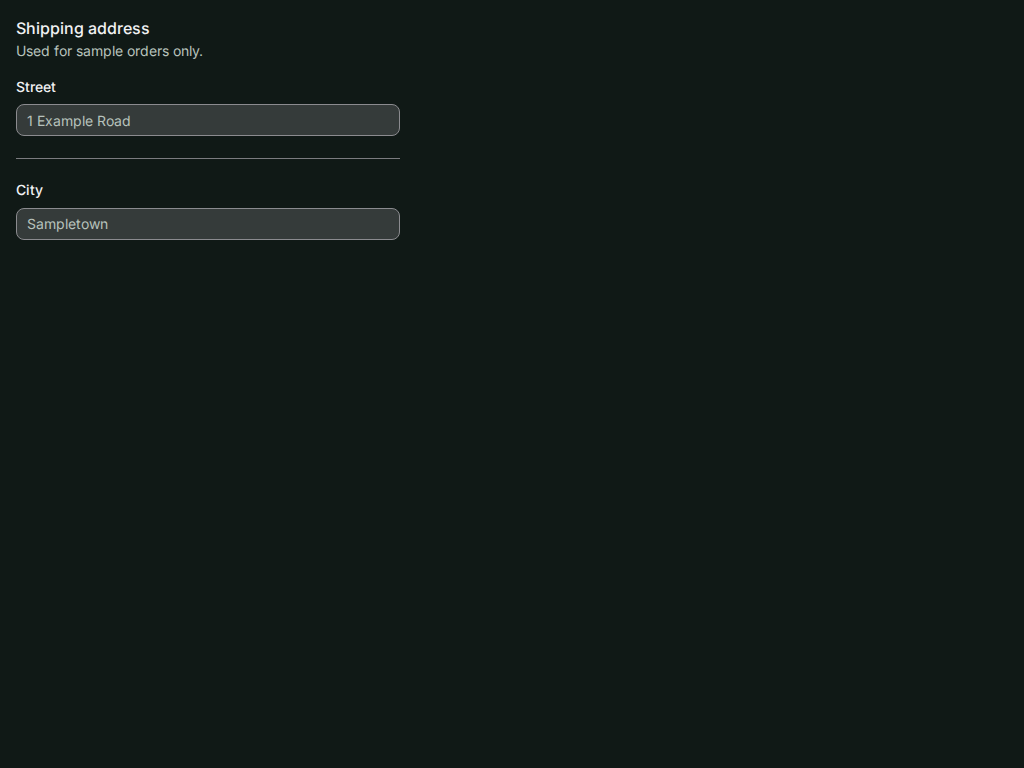 Shipping address
Used for sample orders only.
Street
1 Example Road
City
Sampletown